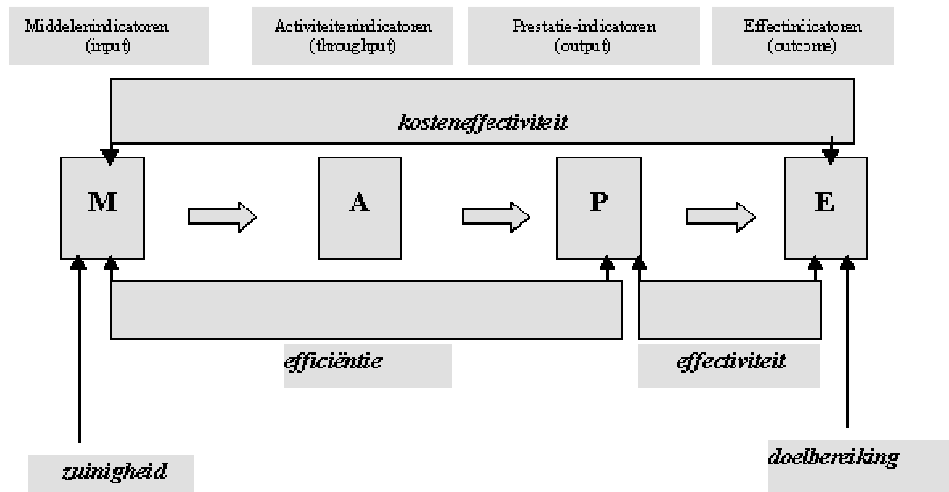 Middelenindicatoren
(input)
Activiteitenindicatoren
(throughput)
Prestatie-indicatoren
(output)
Effectindicatoren
(outcome)
kosteneffectiviteit
M
A
P
E
efficiëntie
effectiviteit
zuinigheid
doelbereiking